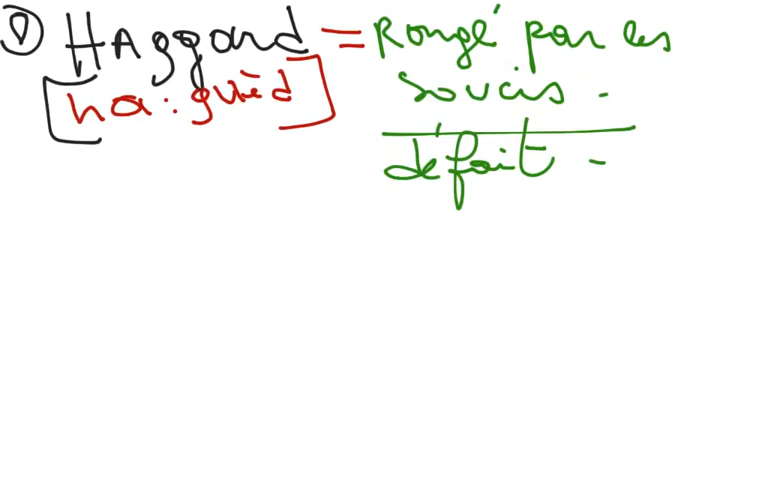 ① HAggard = Rongé par les
[ha:guèd] soucis.
défait -